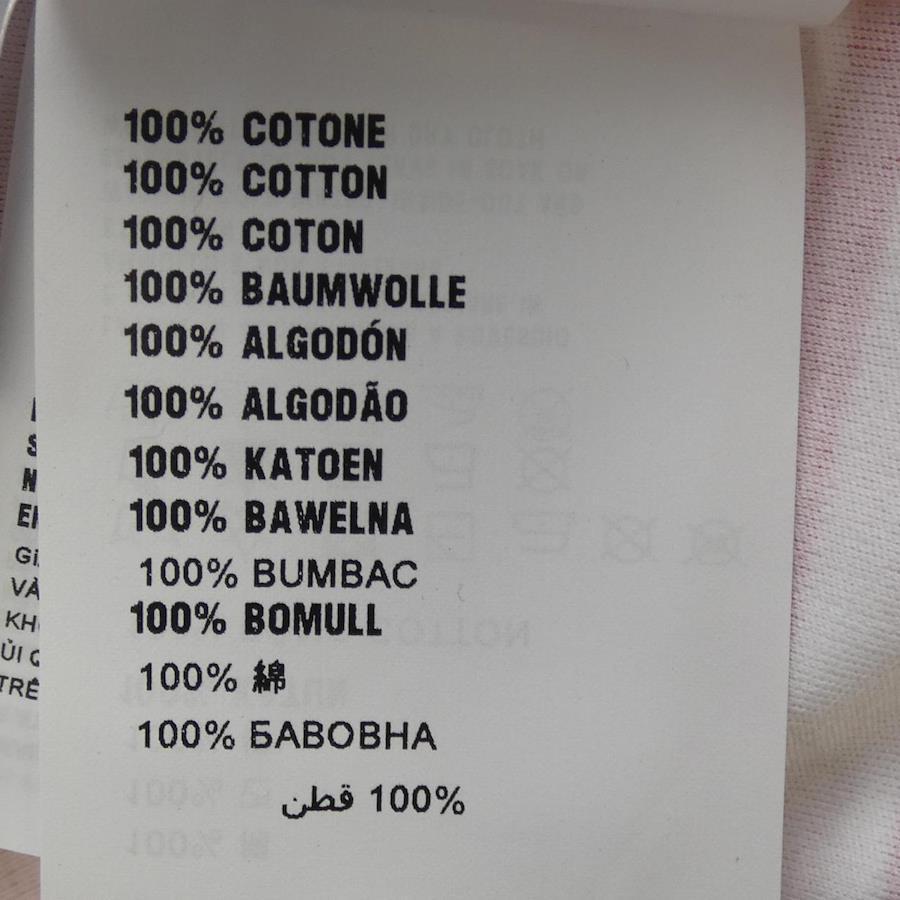 100% COTONE
100% COTTON
100% COTON
100% BAUMWOLLE
100% ALGODÓN
100% ALGODÃO
100% KATOEN
100% BAWELNA
100% BUMBAC
100% BOMULL
100% 綿
100% БАВОВНА
100% قطن